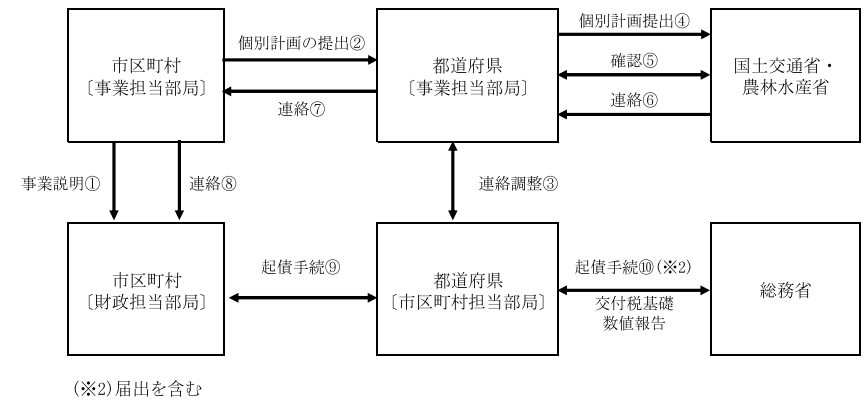 個別計画の提出②
個別計画提出④
市区町村
〔事業担当部局〕
都道府県
〔事業担当部局〕
確認⑤
国土交通省・
農林水産省
連絡⑦
連絡⑥
事業説明①
連絡⑧
連絡調整③
市区町村
〔財政担当部局〕
起債手続⑨
都道府県
〔市区町村担当部局〕
起債手続⑩(※2)
交付税基礎
数値報告
総務省
(※2)届出を含む